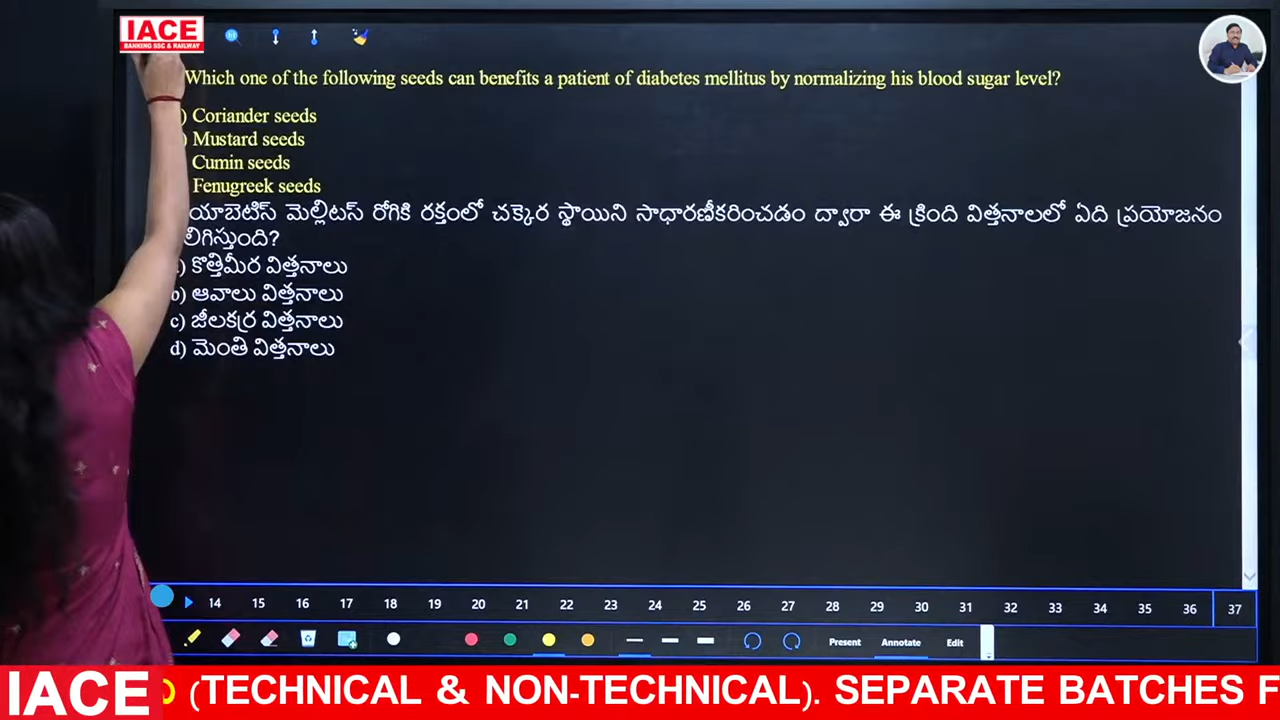 IACE
BANKING SSC & RAILWAY
Which one of the following seeds can benefits a patient of diabetes mellitus by normalizing his blood sugar level?
) Coriander seeds
) Mustard seeds
Cumin seeds
Fenugreek seeds
యాబెటిస్ మెల్లిటస్ రోగికి రక్తంలో చక్కెర స్థాయిని సాధారణీకరించడం ద్వారా ఈ క్రింది విత్తనాలలో ఏది ప్రయోజనం
లిగిస్తుంది?
) కొత్తిమీర విత్తనాలు
b) ఆవాలు విత్తనాలు
c) జీలకర్ర విత్తనాలు
d) మెంతి విత్తనాలు
14 15 16 17 18 19 20 21 22 23 24 25 26 27 28 29 30 31 32 33 34 35 36 37
Present Annotate Edit
IACE (TECHNICAL & NON-TECHNICAL). SEPARATE BATCHES F